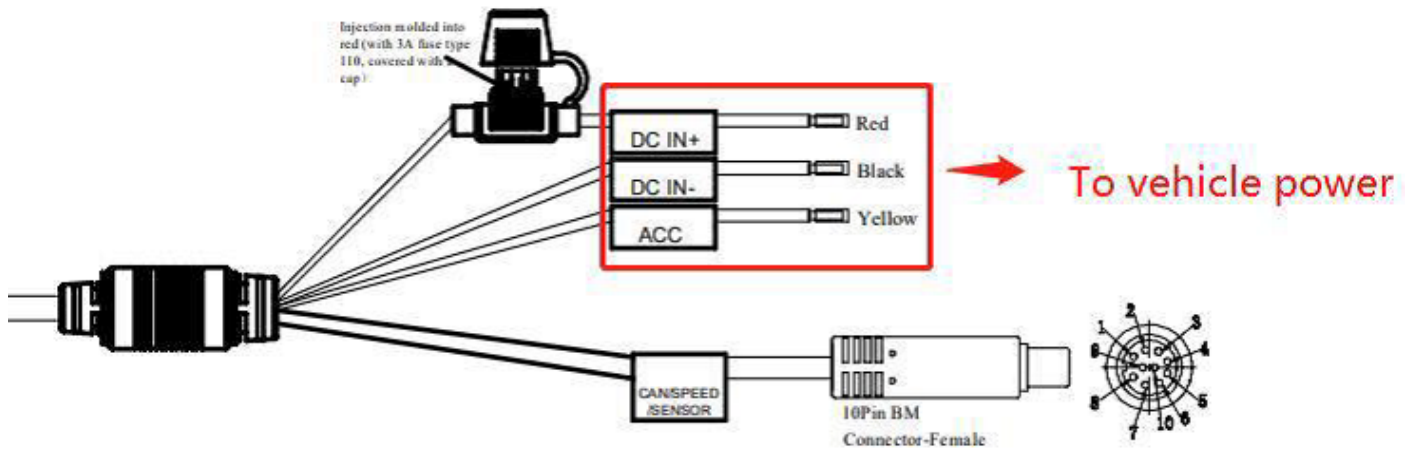 Injection molded into
red (with 3A fuse type
110, covered with
cap)
DC IN+
Red
DC IN-
Black
ACC
Yellow
To vehicle power
CAN/SPEED
/SENSOR
10Pin BM
Connector-Female
1
2
3
4
9
8
5
7
10
6